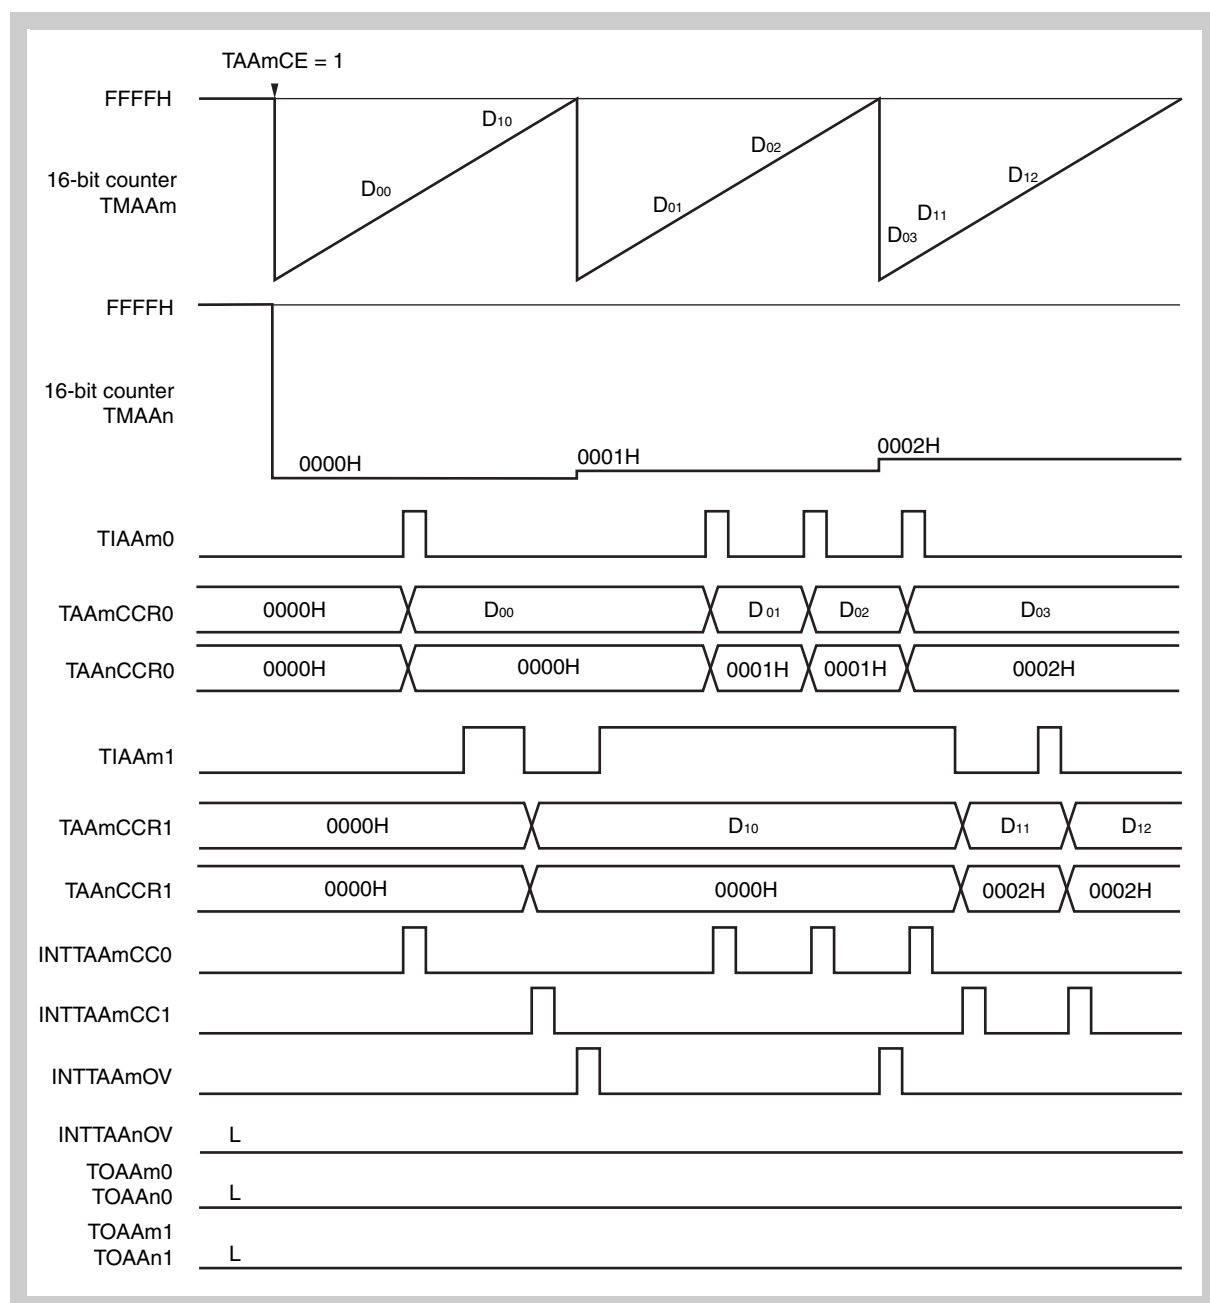 TAAmCE = 1
FFFFH
D10
D02
16-bit counter
TMAAm
D00
D01
D12
D11
D03
FFFFH
16-bit counter
TMAAn
0000H
0001H
0002H
TIAAm0
TAAmCCR0
0000H
D00
D01
D02
D03
TAAnCCR0
0000H
0000H
0001H
0001H
0002H
TIAAm1
TAAmCCR1
0000H
D10
D11
D12
TAAnCCR1
0000H
0000H
0002H
0002H
INTTAAmCC0
INTTAAmCC1
INTTAAmOV
INTTAAnOV
L
TOAAm0
TOAAn0
L
TOAAm1
TOAAn1
L